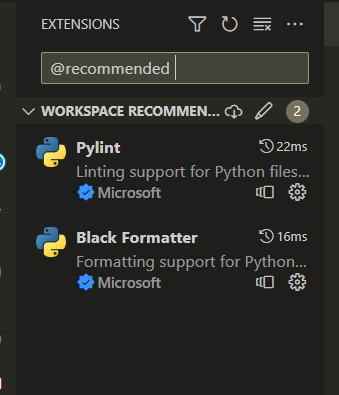 EXTENSIONS
@recommended
WORKSPACE RECOMMEN... 2
Pylint 22ms
Linting support for Python files...
Microsoft
Black Formatter 16ms
Formatting support for Python...
Microsoft